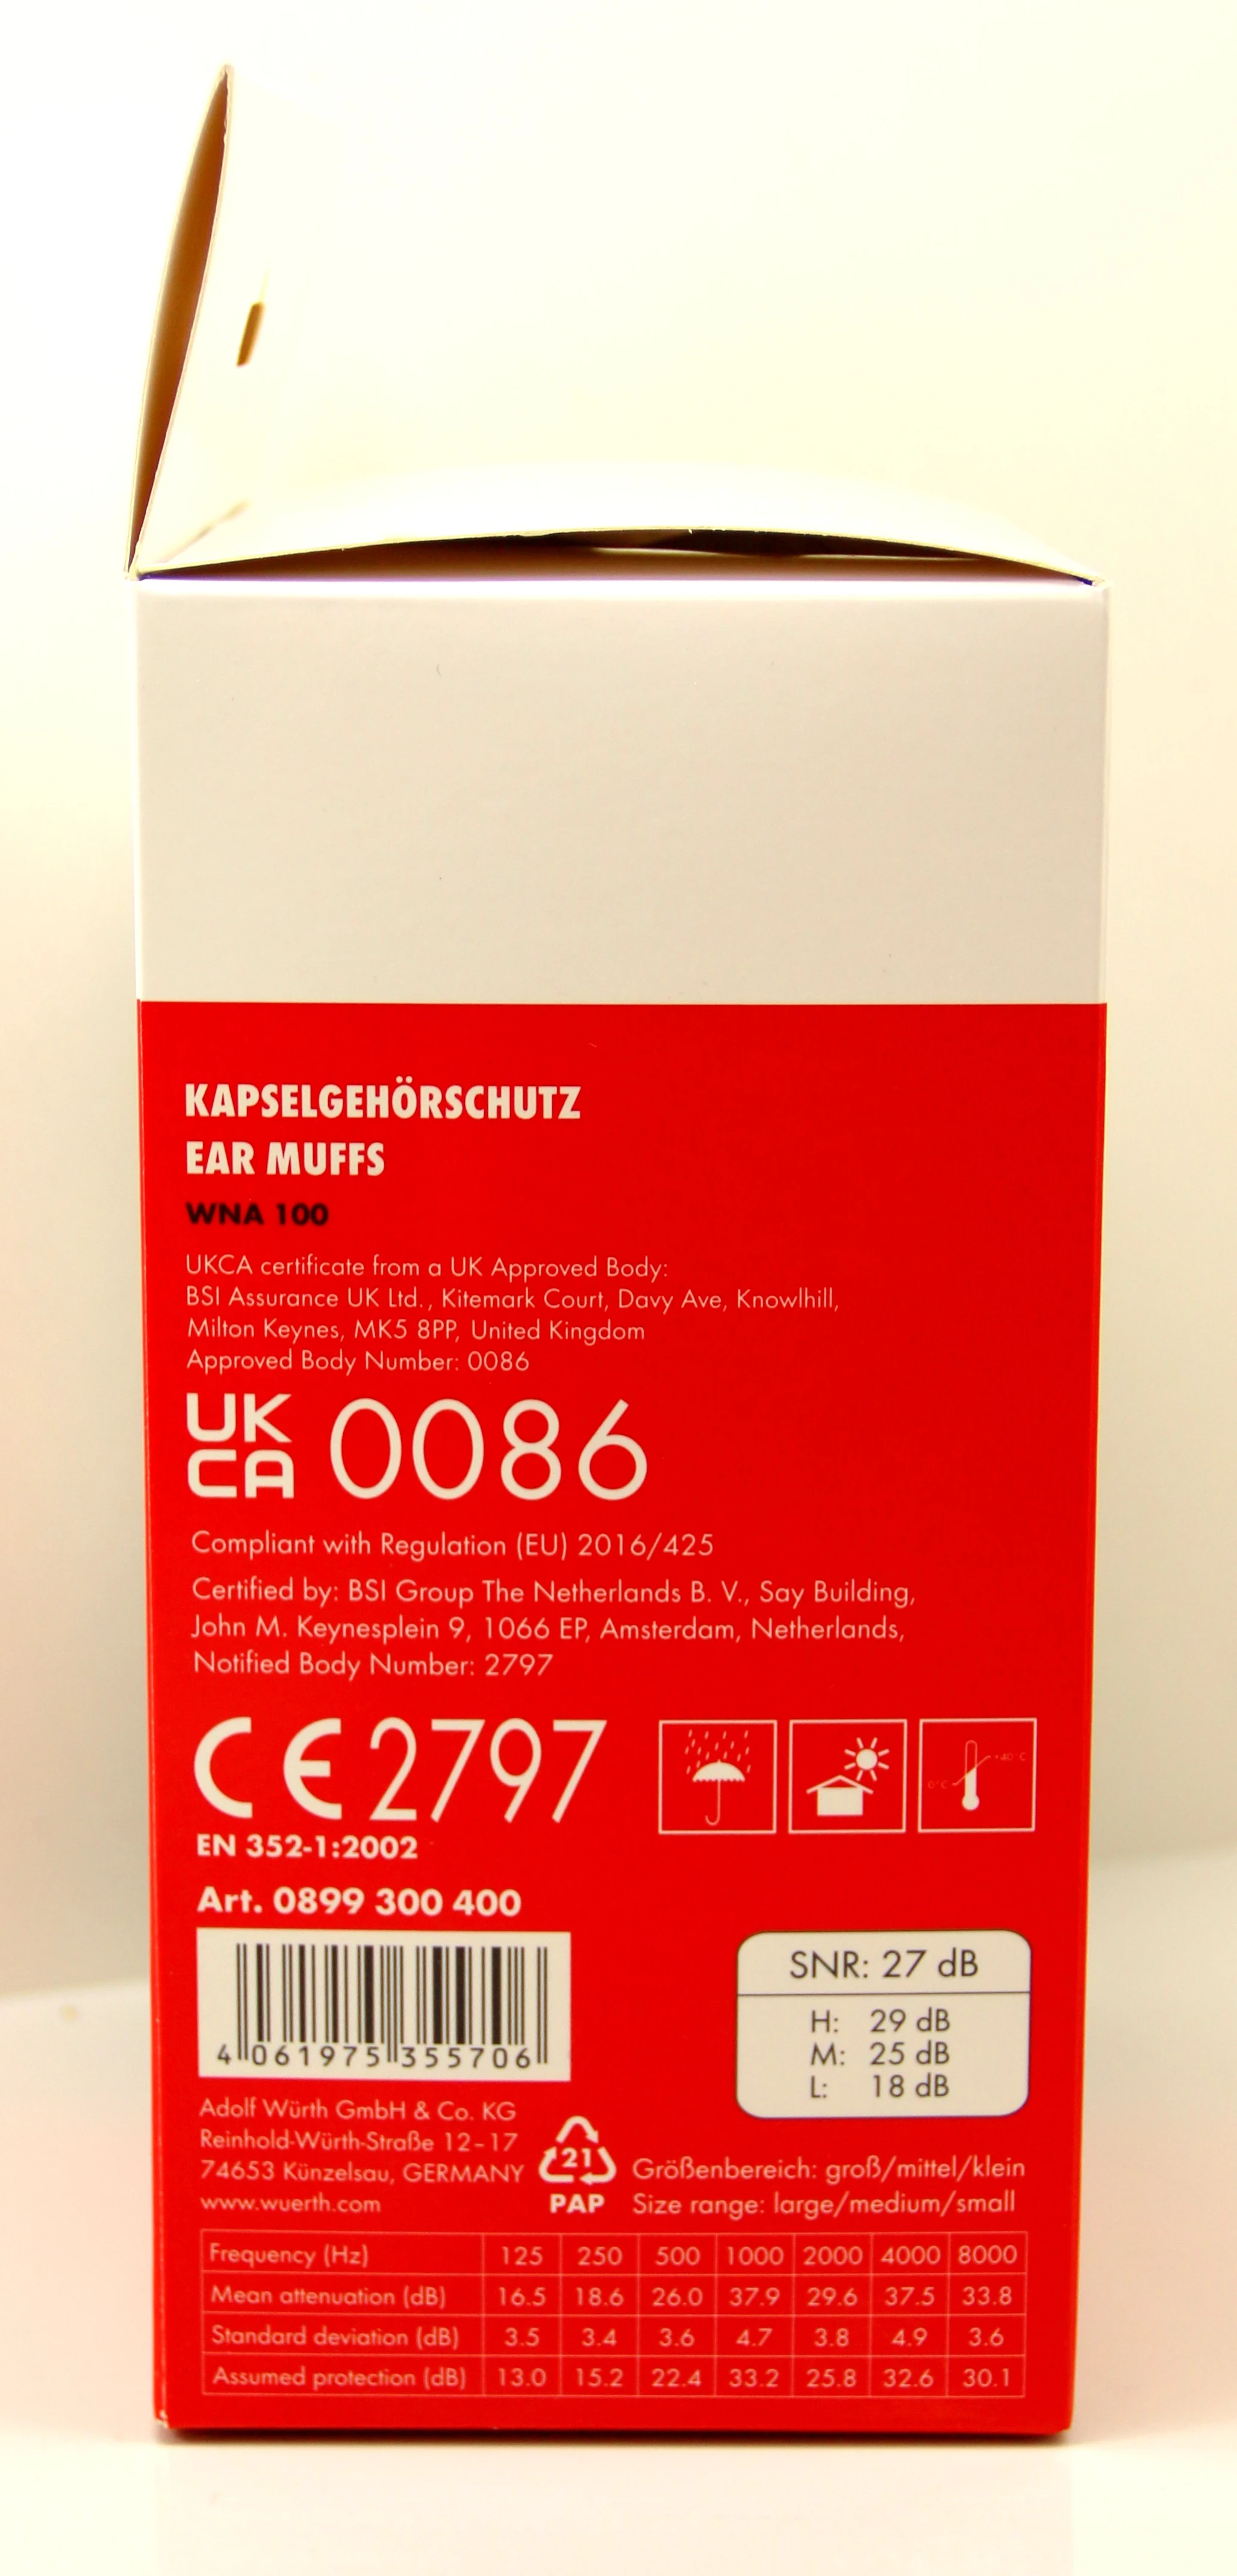 KAPSELGEHÖRSCHUTZ
EAR MUFFS
WNA 100
UKCA certificate from a UK Approved Body:
BSI Assurance UK Ltd., Kitemark Court, Davy Ave, Knowlhill,
Milton Keynes, MK5 8PP, United Kingdom
Approved Body Number: 0086
UK
CA 0086
Compliant with Regulation (EU) 2016/425
Certified by: BSI Group The Netherlands B. V., Say Building,
John M. Keynesplein 9, 1066 EP, Amsterdam, Netherlands,
Notified Body Number: 2797
CE 2797
+40°C
0°C
EN 352-1:2002
Art. 0899 300 400
4 061975 355706
SNR: 27 dB
H: 29 dB
M: 25 dB
L: 18 dB
Adolf Würth GmbH & Co. KG
Reinhold-Würth-Straße 12–17
74653 Künzelsau, GERMANY
www.wuerth.com
21
PAP
Größenbereich: groß/mittel/klein
Size range: large/medium/small
Frequency (Hz) 125 250 500 1000 2000 4000 8000
Mean attenuation (dB) 16.5 18.6 26.0 37.9 29.6 37.5 33.8
Standard deviation (dB) 3.5 3.4 3.6 4.7 3.8 4.9 3.6
Assumed protection (dB) 13.0 15.2 22.4 33.2 25.8 32.6 30.1